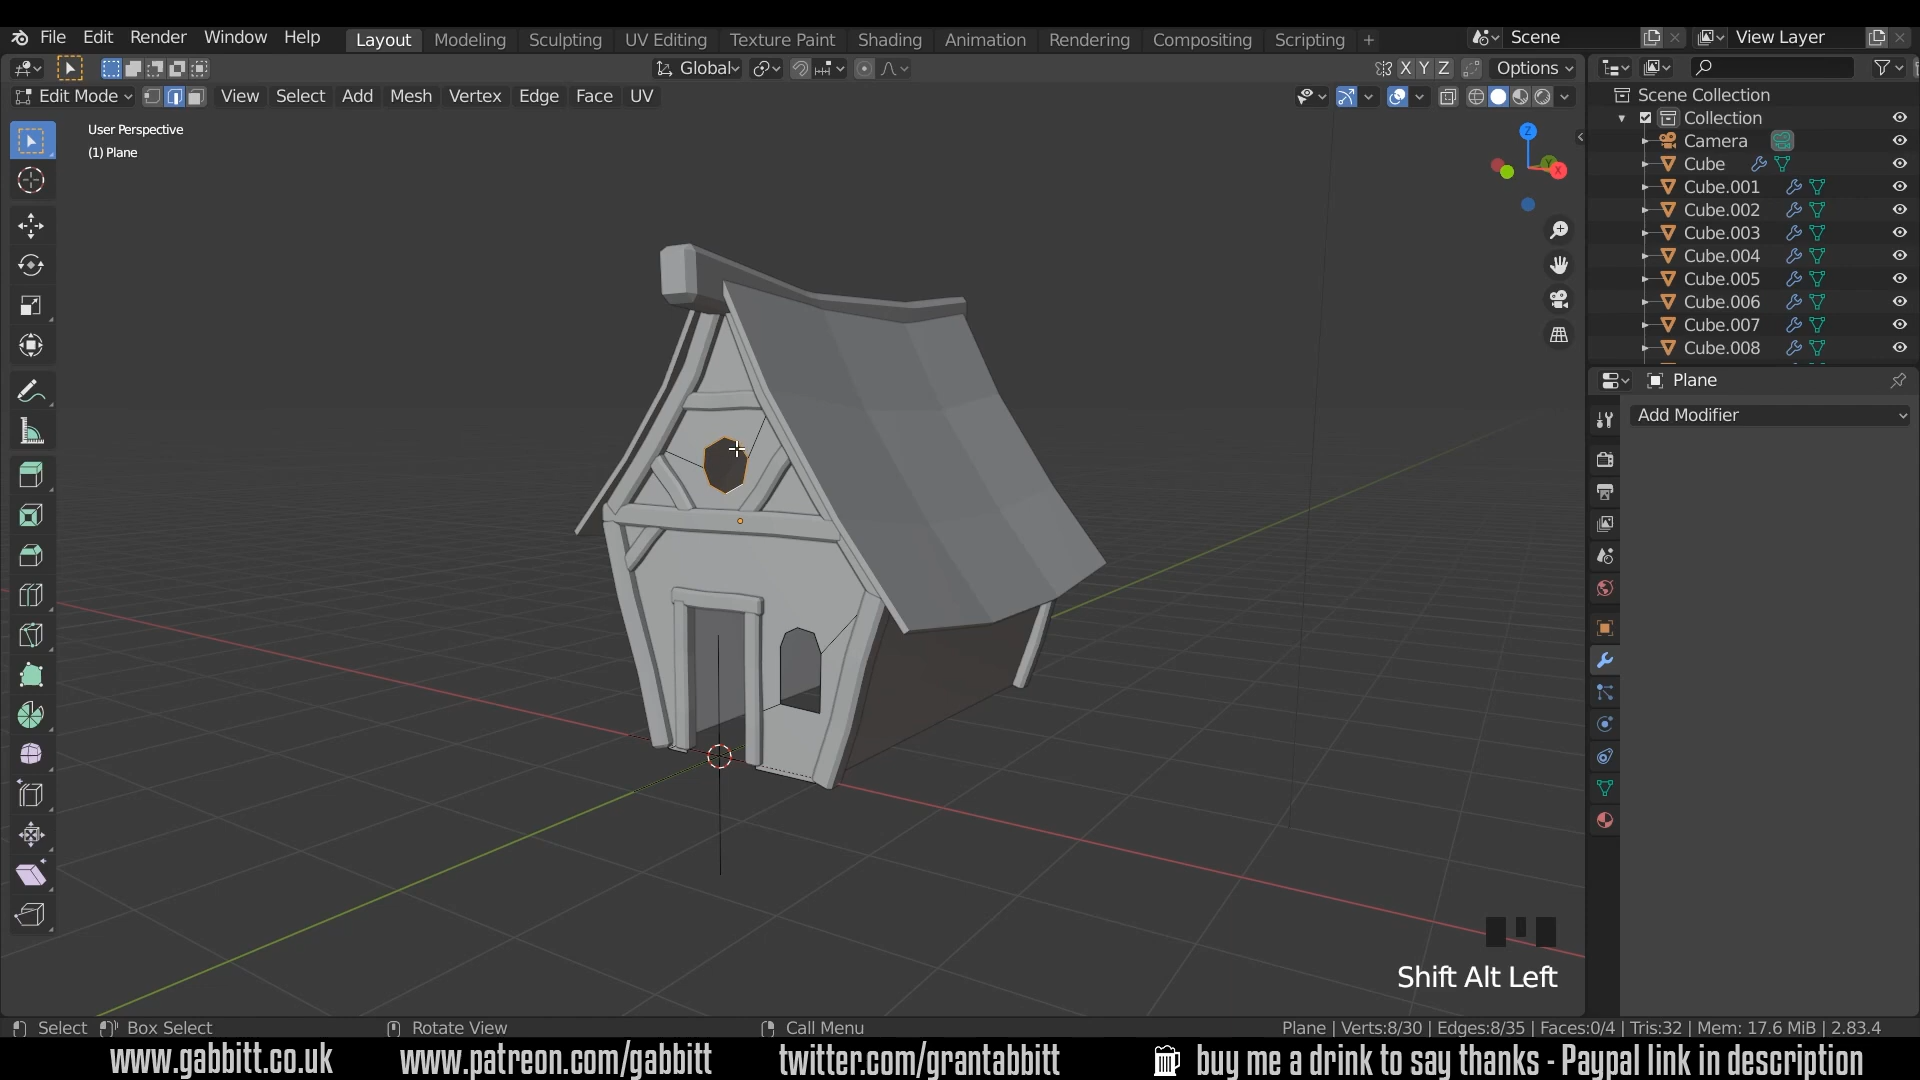 File Edit Render Window Help Layout Modeling Sculpting UV Editing Texture Paint Shading Animation Rendering Compositing Scripting + Scene View Layer
Global X Y Z Options
Edit Mode View Select Add Mesh Vertex Edge Face UV
User Perspective
(1) Plane
Z
Y
X
Scene Collection
Collection
Camera
Cube
Cube.001
Cube.002
Cube.003
Cube.004
Cube.005
Cube.006
Cube.007
Cube.008
Plane
Add Modifier
Shift Alt Left
Select Box Select Rotate View Call Menu Plane | Verts:8/30 | Edges:8/35 | Faces:0/4 | Tris:32 | Mem: 17.6 MiB | 2.83.4
www.gabbitt.co.uk www.patreon.com/gabbitt twitter.com/grantabbitt buy me a drink to say thanks - Paypal link in description